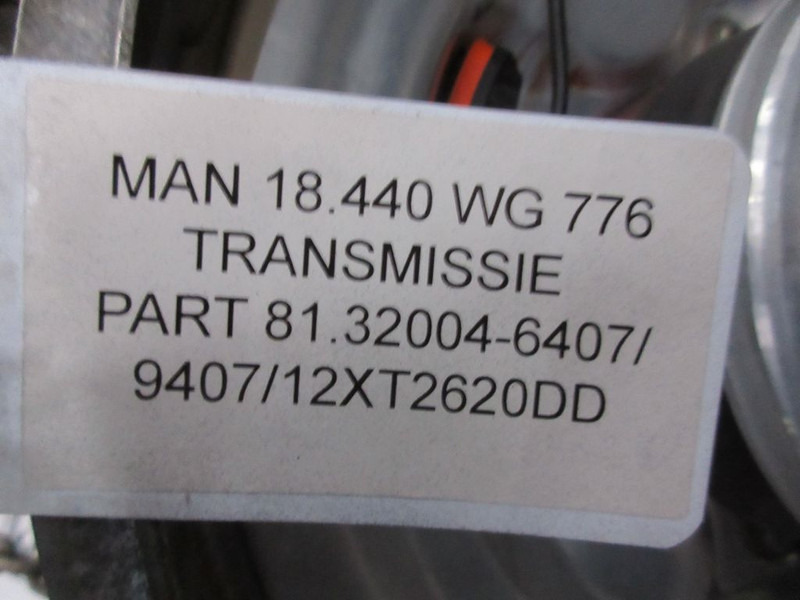 MAN 18.440 WG 776
TRANSMISSIE
PART 81.32004-6407/
9407/12XT2620DD